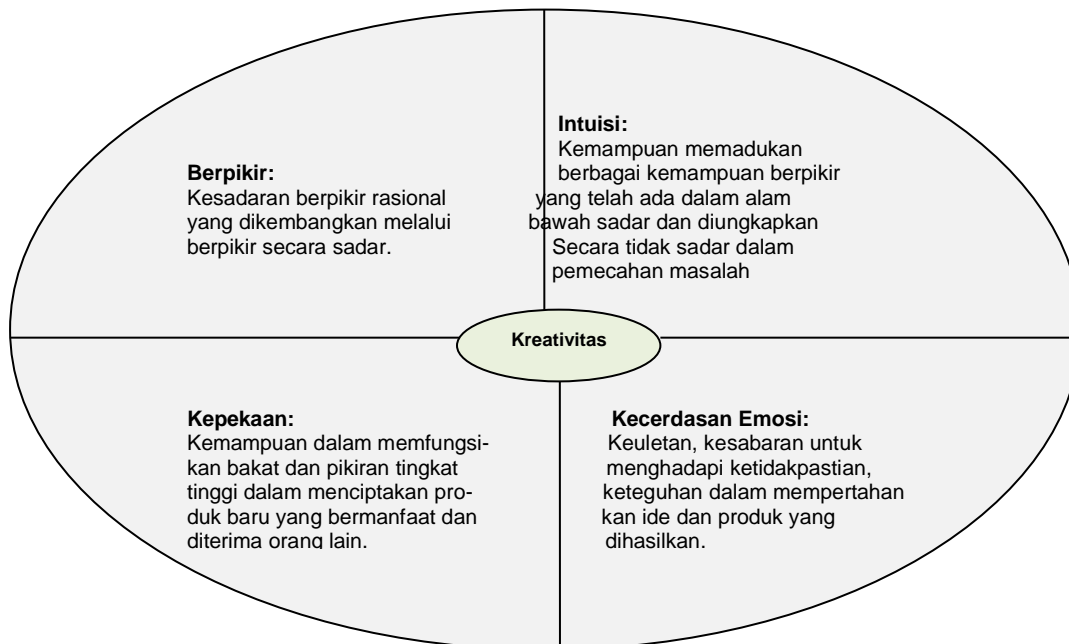 Berpikir:
Kesadaran berpikir rasional
yang dikembangkan melalui
berpikir secara sadar.
Intuisi:
Kemampuan memadukan
berbagai kemampuan berpikir
yang telah ada dalam alam
bawah sadar dan diungkapkan
Secara tidak sadar dalam
pemecahan masalah
Kreativitas
Kepekaan:
Kemampuan dalam memfungsi-
kan bakat dan pikiran tingkat
tinggi dalam menciptakan pro-
duk baru yang bermanfaat dan
diterima orang lain.
Kecerdasan Emosi:
Keuletan, kesabaran untuk
menghadapi ketidakpastian,
keteguhan dalam mempertahan
kan ide dan produk yang
dihasilkan.